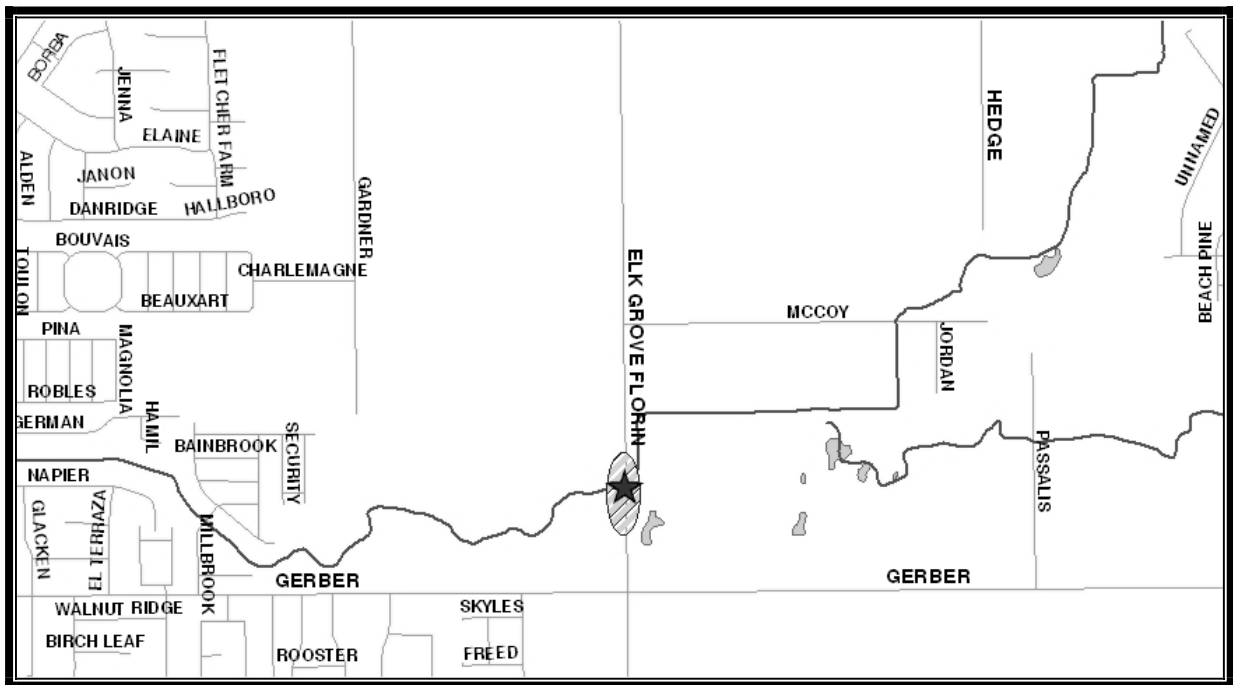 BORBA
JENNA
FLETCHER FARM
ELAINE
ALDEN
JANON
DANRIDGE
HALLBORO
GARDNER
HEDGE
UNNAMED
BEACH PINE
BOUVAIS
TOULON
CHARLEMAGNE
BEAUXART
ELK GROVE FLORIN
MCCOY
JORDAN
PINA
MAGNOLIA
ROBLES
GERMAN
HAMIL
BAINBROOK
SECURITY
PASSALIS
NAPIER
GLACKEN
EL TERRAZA
MILLBROOK
GERBER
GERBER
WALNUT RIDGE
SKYLES
BIRCH LEAF
ROOSTER
FREED